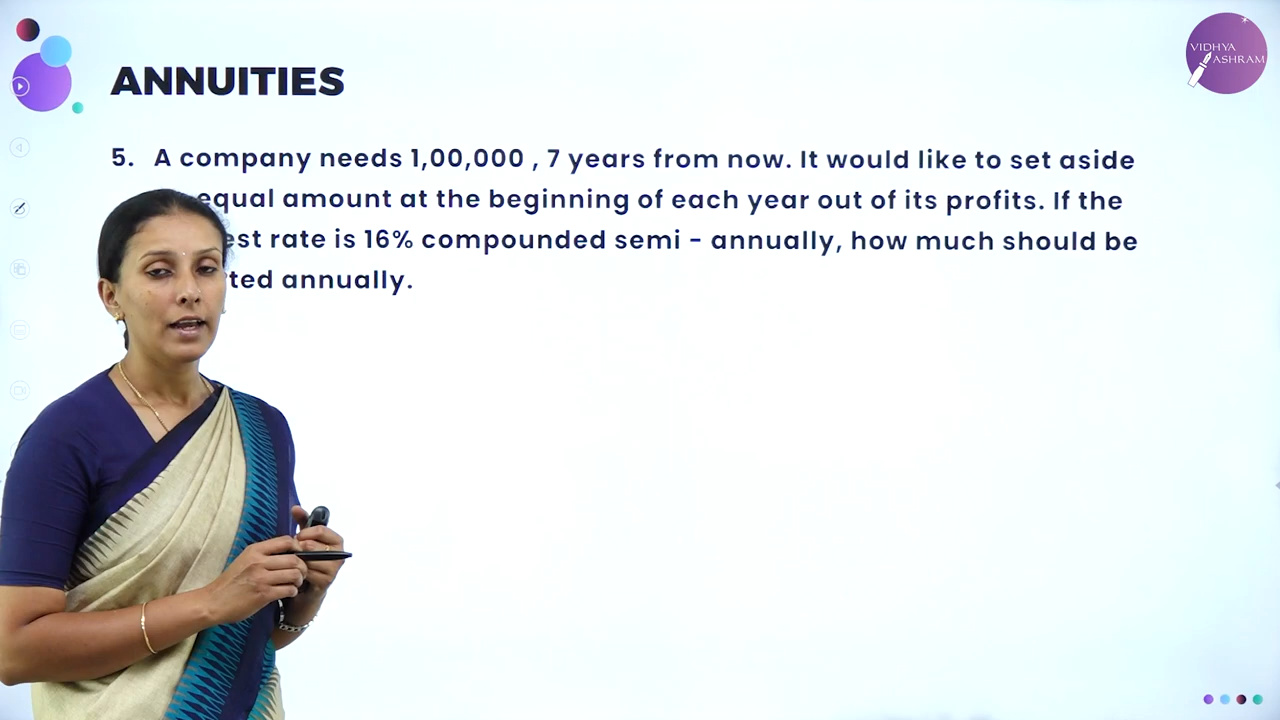 VIDHYA
ASHRAM
ANNUITIES
5. A company needs 1,00,000 , 7 years from now. It would like to set aside
equal amount at the beginning of each year out of its profits. If the
rate is 16% compounded semi - annually, how much should be
annually.